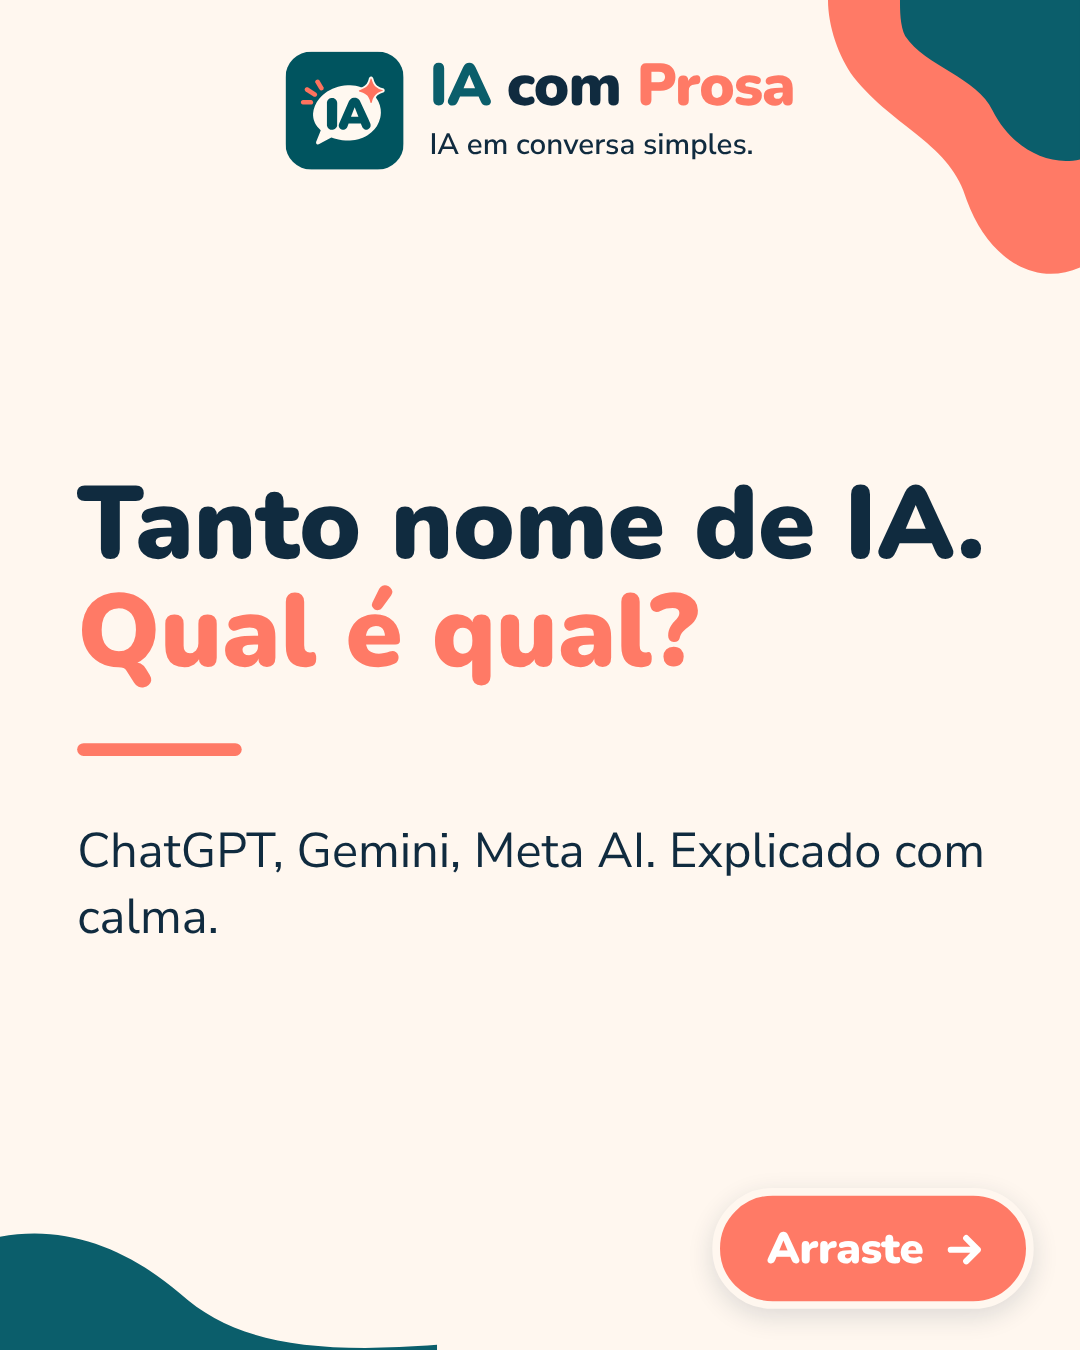 IA
IA com Prosa
IA em conversa simples.
Tanto nome de IA.
Qual é qual?
ChatGPT, Gemini, Meta AI. Explicado com
calma.
Arraste →